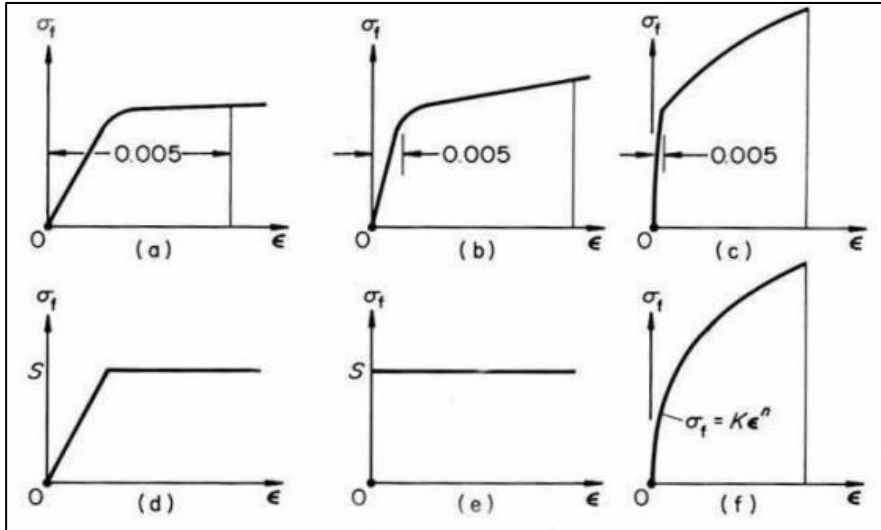 σf σf σf
0.005 0.005 0.005
O ϵ O ϵ O ϵ
(a) (b) (c)
σf σf σf
S S
σf = Kϵⁿ
O ϵ O ϵ O ϵ
(d) (e) (f)